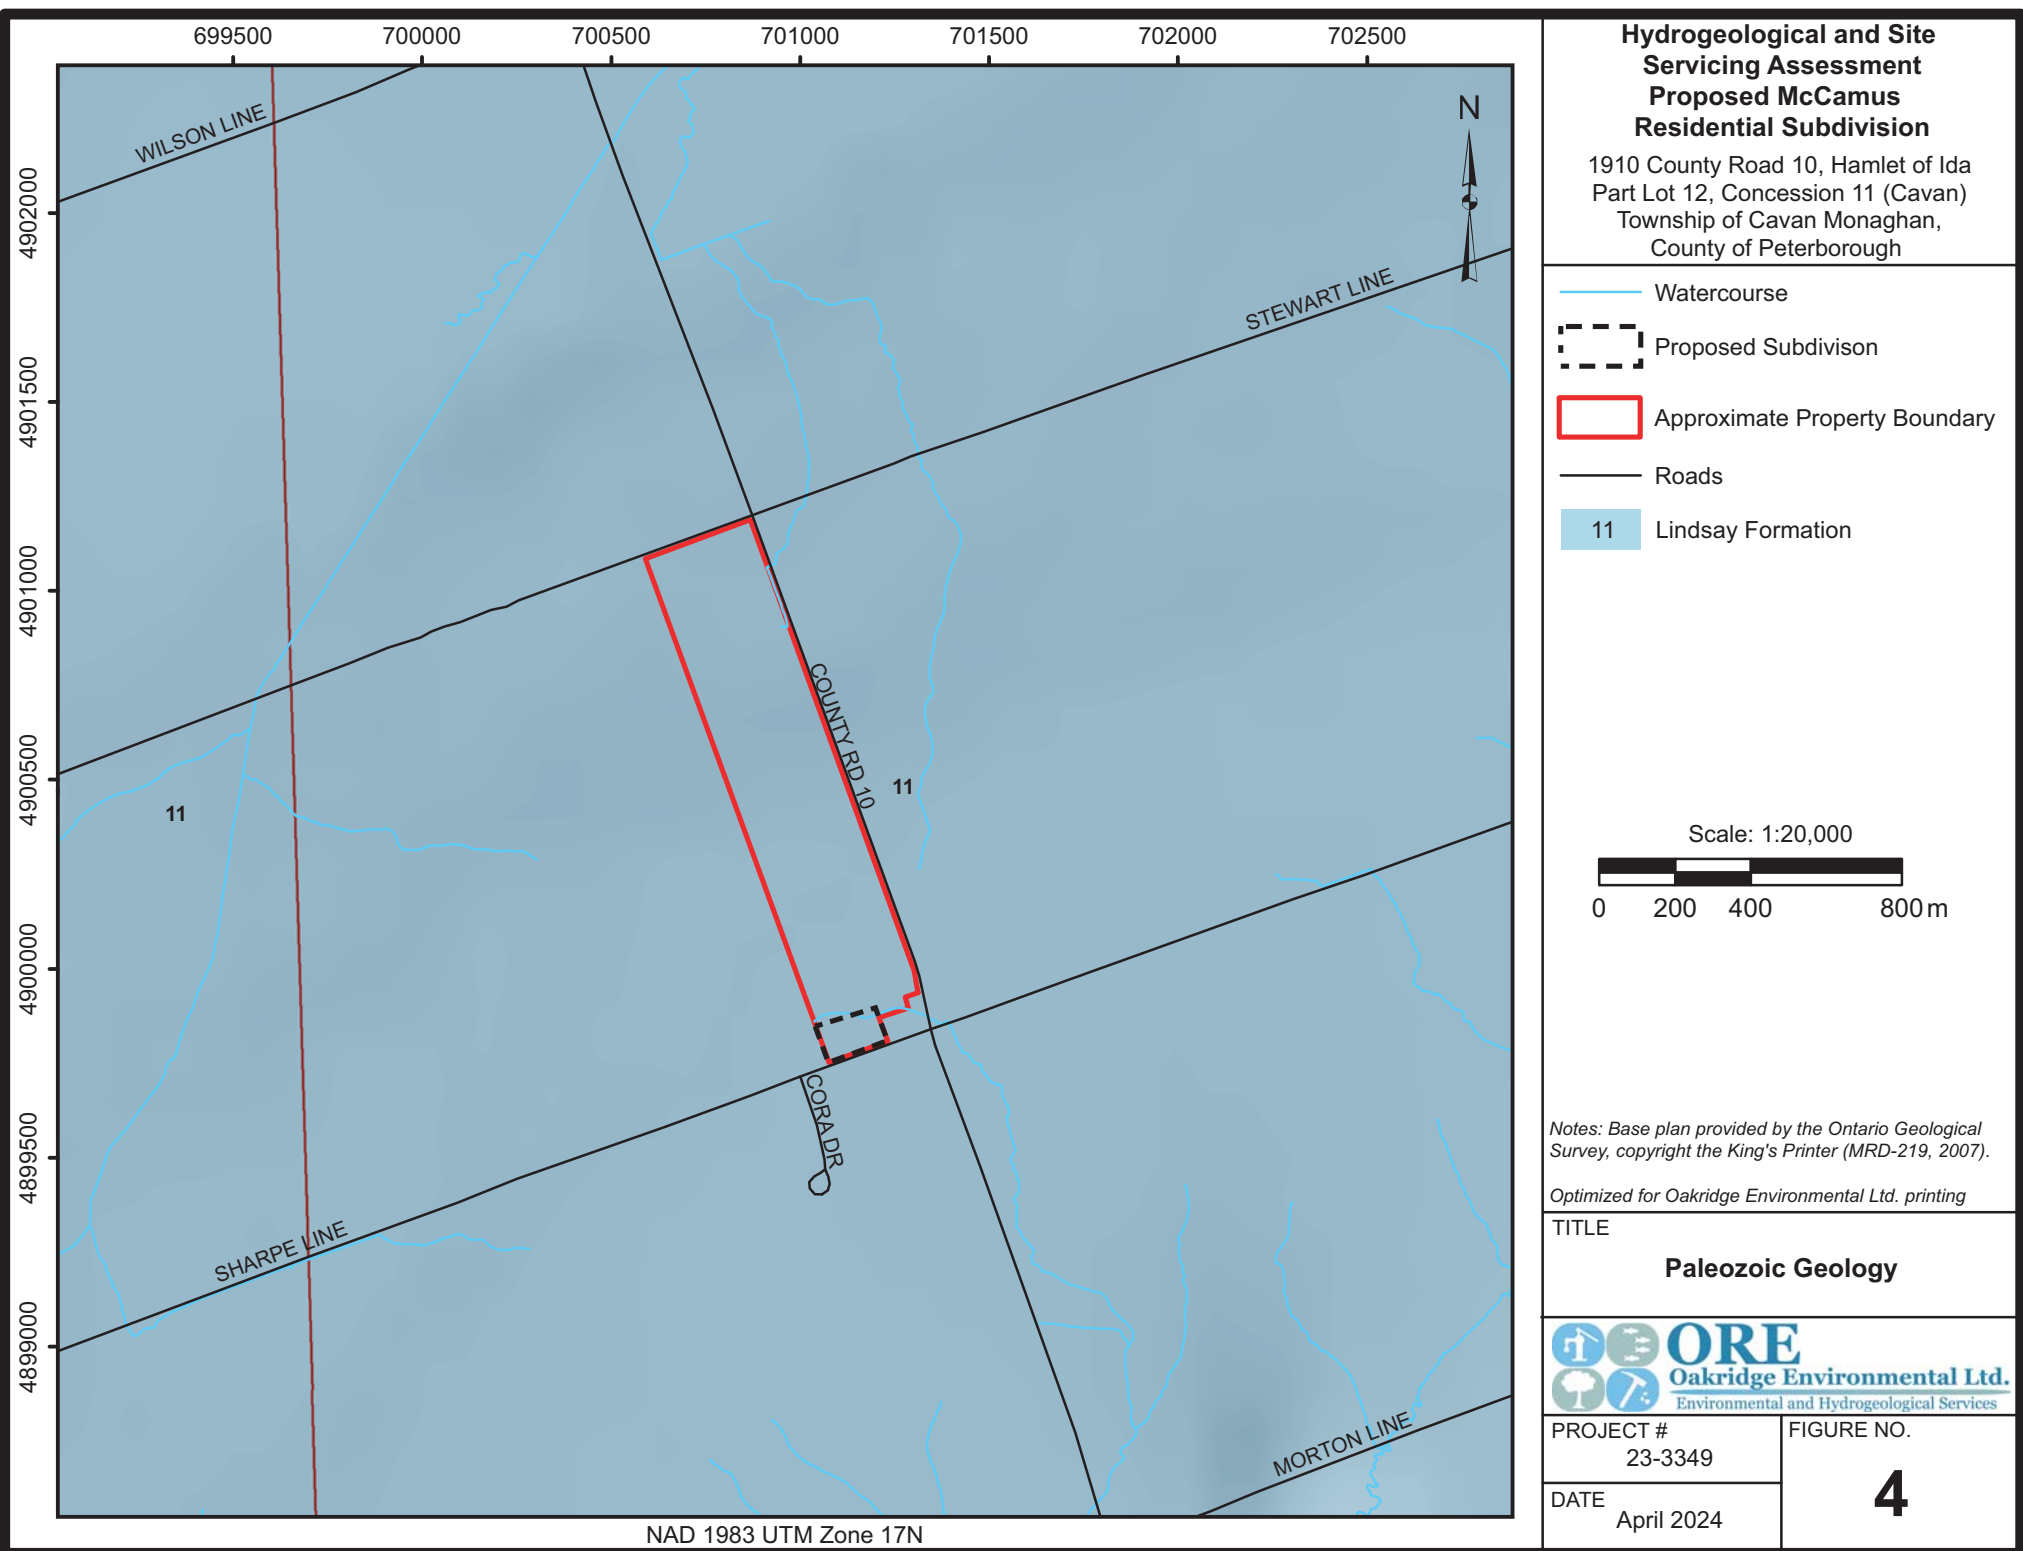 699500 700000 700500 701000 701500 702000 702500
4902000
4901500
4901000
4900500
4900000
4899500
4899000
WILSON LINE
STEWART LINE
COUNTY RD 10
11
11
CORA DR
SHARPE LINE
MORTON LINE
N
NAD 1983 UTM Zone 17N
Hydrogeological and Site
Servicing Assessment
Proposed McCamus
Residential Subdivision
1910 County Road 10, Hamlet of Ida
Part Lot 12, Concession 11 (Cavan)
Township of Cavan Monaghan,
County of Peterborough
Watercourse
Proposed Subdivison
Approximate Property Boundary
Roads
11 Lindsay Formation
Scale: 1:20,000
0 200 400 800 m
Notes: Base plan provided by the Ontario Geological
Survey, copyright the King's Printer (MRD-219, 2007).
Optimized for Oakridge Environmental Ltd. printing
TITLE
Paleozoic Geology
ORE
Oakridge Environmental Ltd.
Environmental and Hydrogeological Services
PROJECT #
23-3349
FIGURE NO.
4
DATE
April 2024